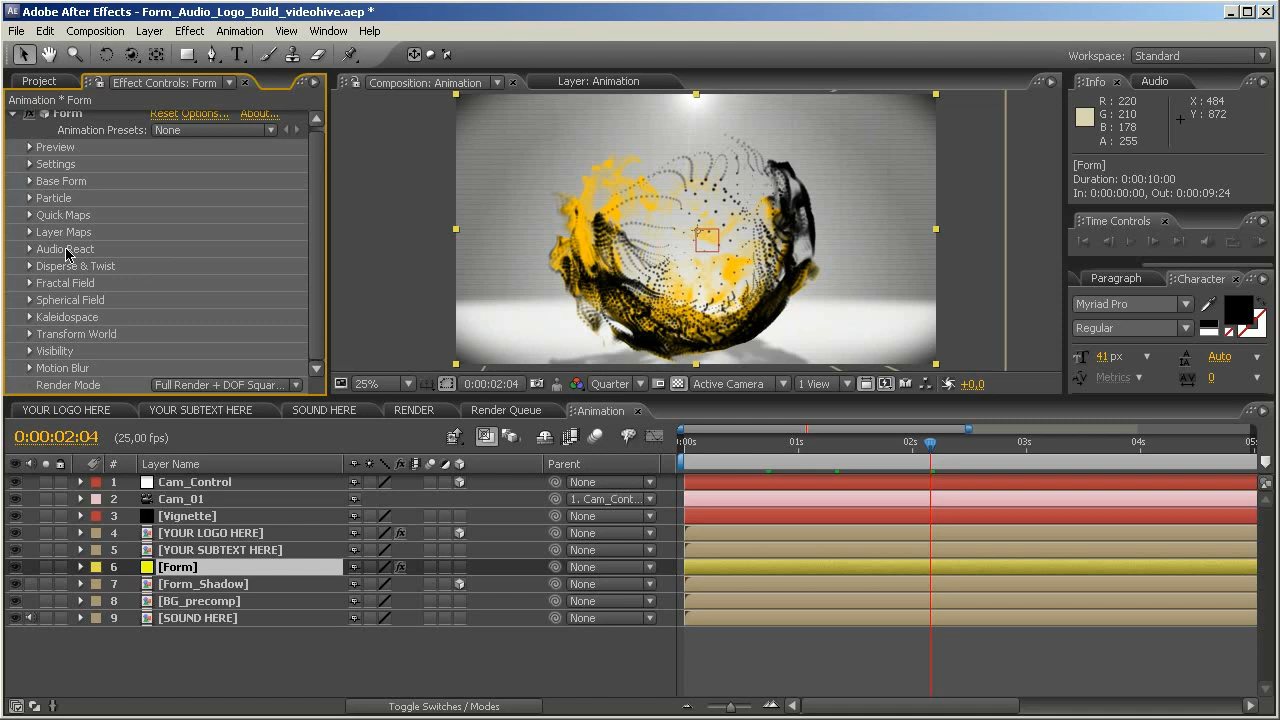 Adobe After Effects - Form_Audio_Logo_Build_videohive.aep *
File Edit Composition Layer Effect Animation View Window Help
Workspace: Standard
Project Effect Controls: Form
Animation * Form
Form Reset Options... About...
Animation Presets: None
Preview
Settings
Base Form
Particle
Quick Maps
Layer Maps
Audio React
Disperse & Twist
Fractal Field
Spherical Field
Kaleidospace
Transform World
Visibility
Motion Blur
Render Mode Full Render + DOF Squar...
Composition: Animation Layer: Animation
25% 0:00:02:04 Quarter Active Camera 1 View +0,0
Info Audio
R : 220 X : 484
G : 210 Y : 872
B : 178
A : 255
[Form]
Duration: 0:00:10:00
In: 0:00:00:00, Out: 0:00:09:24
Time Controls
Paragraph Character
Myriad Pro
Regular
41 px Auto
Metrics 0
YOUR LOGO HERE YOUR SUBTEXT HERE SOUND HERE RENDER Render Queue Animation
0:00:02:04 (25,00 fps)
:00s 01s 02s 03s 04s 05s
# Layer Name Parent
1 Cam_Control None
2 Cam_01 1. Cam_Cont...
3 [Vignette] None
4 [YOUR LOGO HERE] None
5 [YOUR SUBTEXT HERE] None
6 [Form] None
7 [Form_Shadow] None
8 [BG_precomp] None
9 [SOUND HERE] None
Toggle Switches / Modes